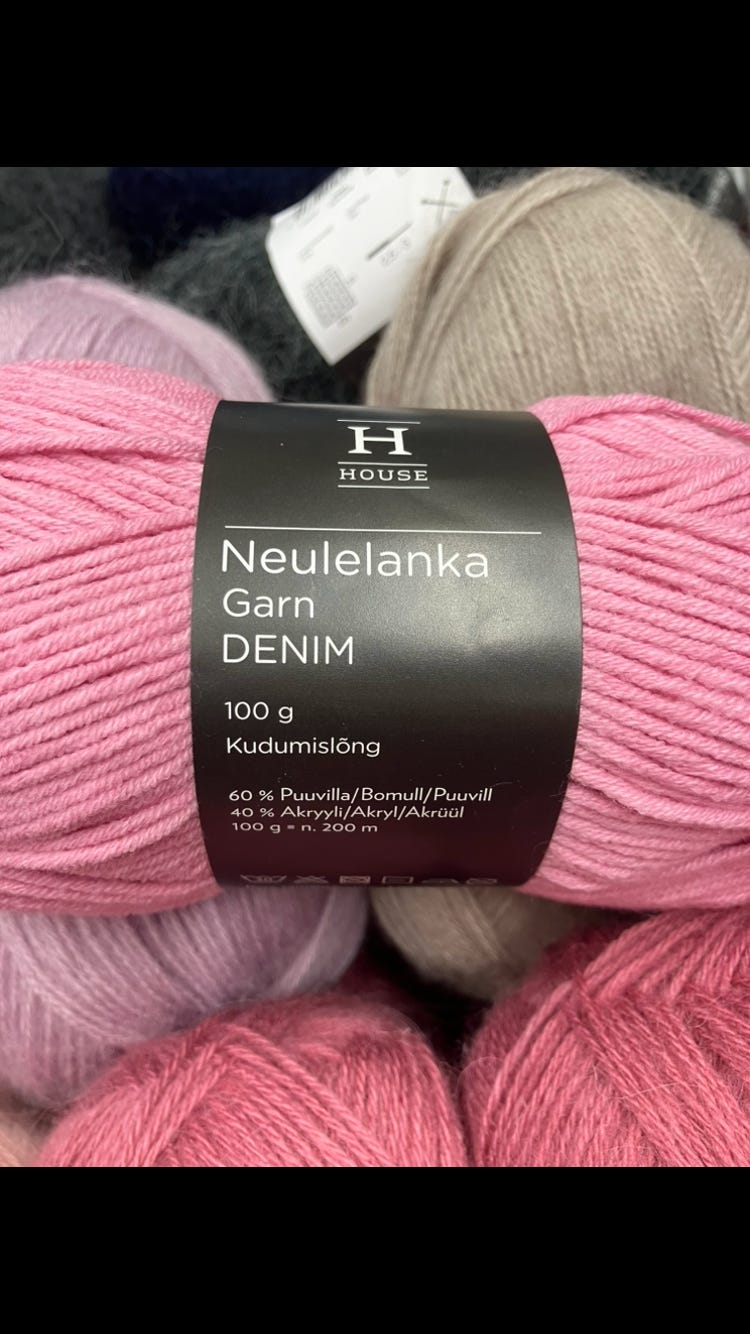 H
HOUSE
Neulelanka
Garn
DENIM
100 g
Kudumislõng
60 % Puuvilla/Bomull/Puuvill
40 % Akryyli/Akryl/Akrüül
100 g = n. 200 m